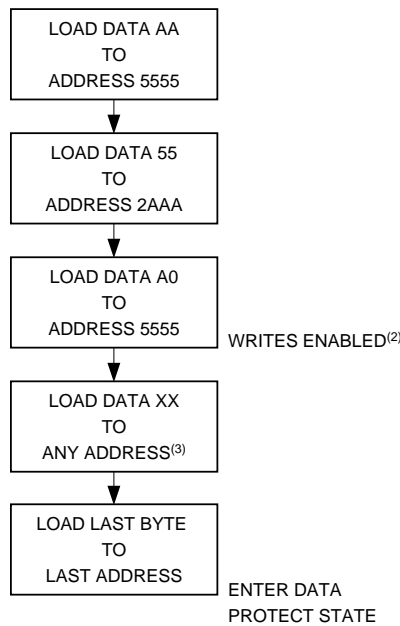 LOAD DATA AA
TO
ADDRESS 5555
LOAD DATA 55
TO
ADDRESS 2AAA
LOAD DATA A0
TO
ADDRESS 5555
WRITES ENABLED(2)
LOAD DATA XX
TO
ANY ADDRESS(3)
LOAD LAST BYTE
TO
LAST ADDRESS
ENTER DATA
PROTECT STATE